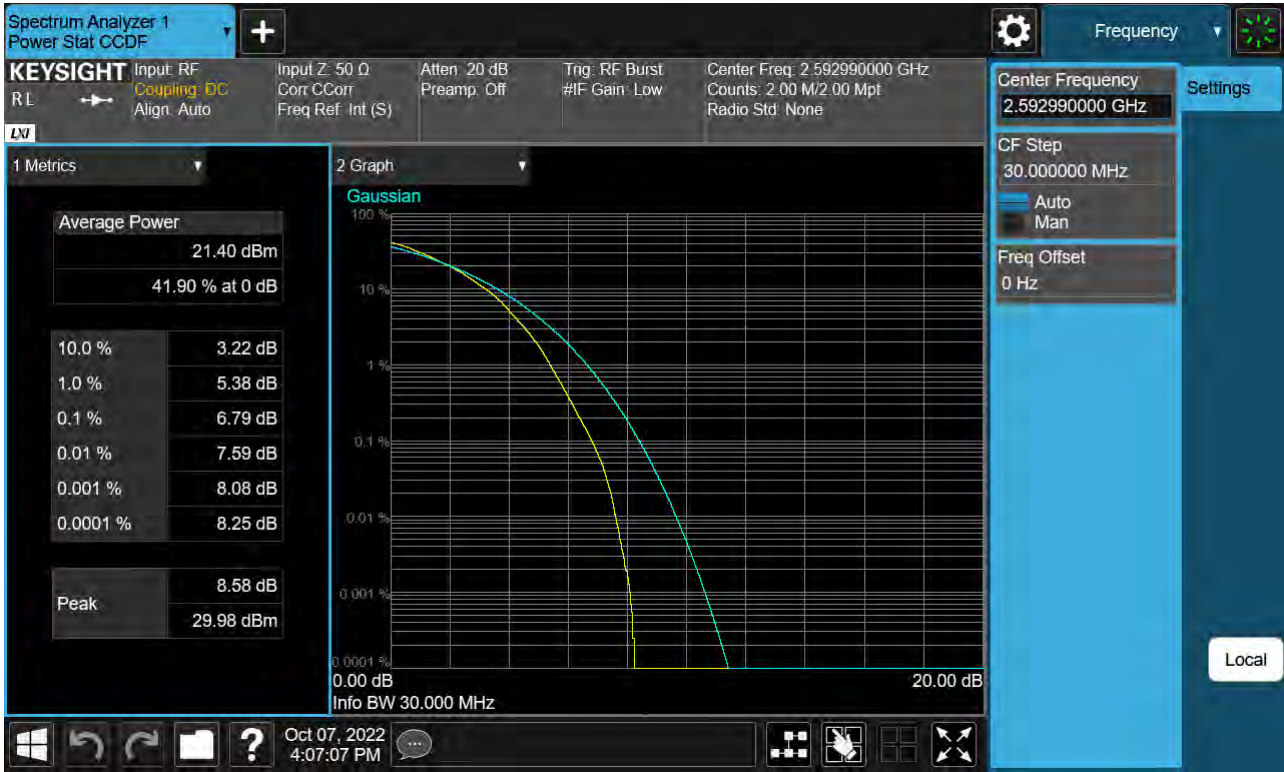 Spectrum Analyzer 1
Power Stat CCDF
Frequency
KEYSIGHT
RL
LXI
Input: RF
Coupling: DC
Align: Auto
Input Z: 50 Ω
Corr CCorr
Freq Ref: Int (S)
Atten: 20 dB
Preamp: Off
Trig: RF Burst
#IF Gain: Low
Center Freq: 2.592990000 GHz
Counts: 2.00 M/2.00 Mpt
Radio Std: None
Center Frequency
2.592990000 GHz
Settings
CF Step
30.000000 MHz
Auto
Man
Freq Offset
0 Hz
Local
1 Metrics
Average Power
21.40 dBm
41.90 % at 0 dB
10.0 % 3.22 dB
1.0 % 5.38 dB
0.1 % 6.79 dB
0.01 % 7.59 dB
0.001 % 8.08 dB
0.0001 % 8.25 dB
Peak
8.58 dB
29.98 dBm
2 Graph
Gaussian
100 %
10 %
1 %
0.1 %
0.01 %
0.001 %
0.0001 %
0.00 dB 20.00 dB
Info BW 30.000 MHz
?
Oct 07, 2022
4:07:07 PM